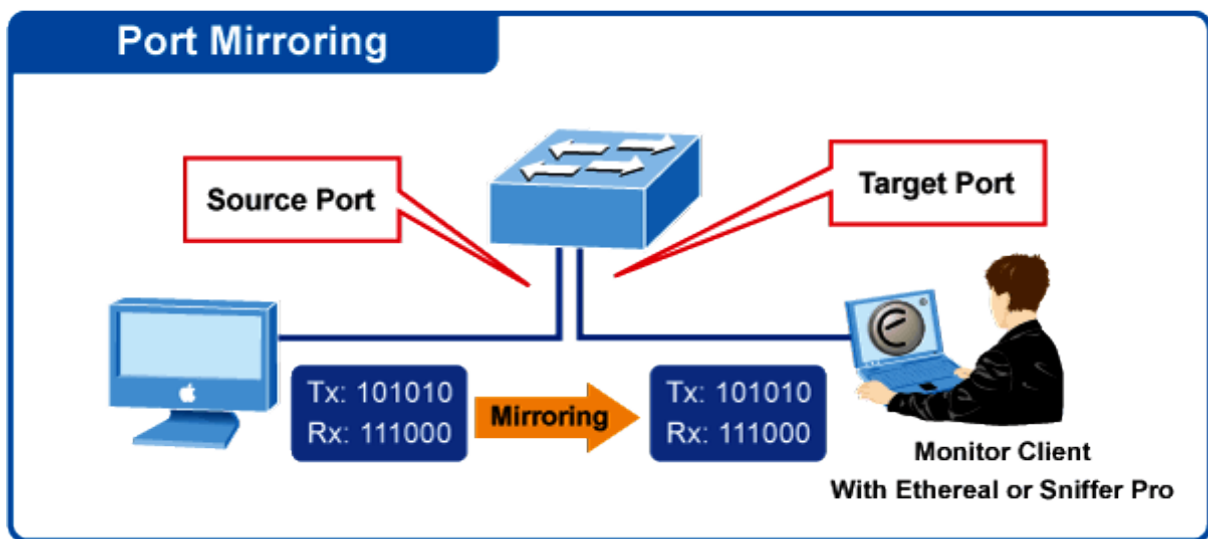 Port Mirroring
Source Port
Target Port
Tx: 101010
Rx: 111000
Mirroring
Tx: 101010
Rx: 111000
Monitor Client
With Ethereal or Sniffer Pro